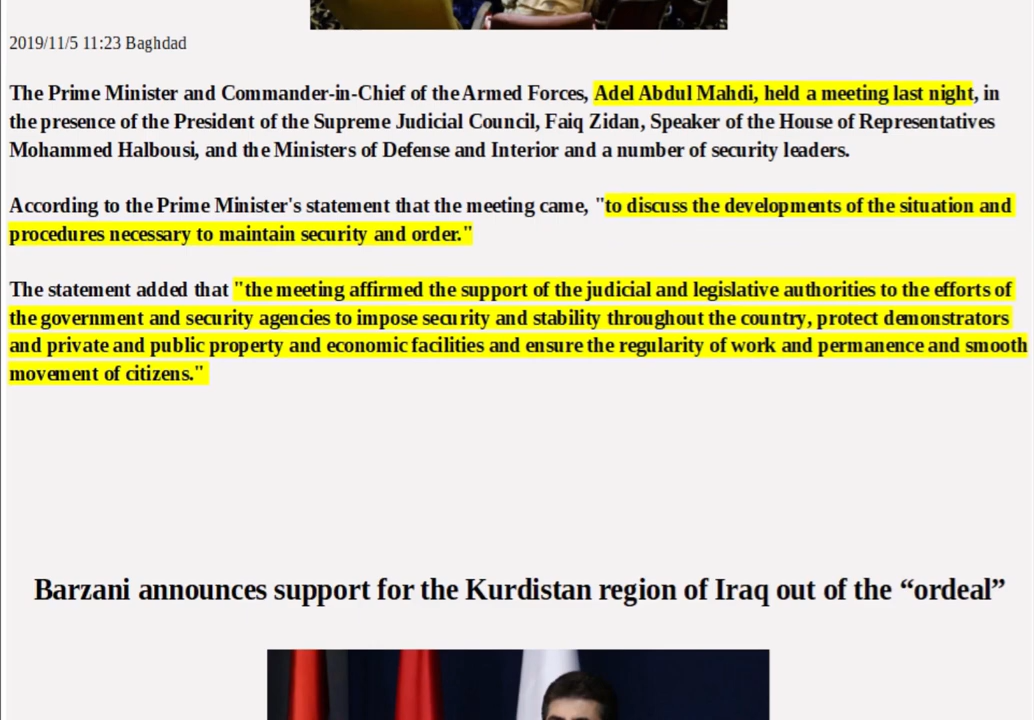 2019/11/5 11:23 Baghdad
The Prime Minister and Commander-in-Chief of the Armed Forces, Adel Abdul Mahdi, held a meeting last night, in
the presence of the President of the Supreme Judicial Council, Faiq Zidan, Speaker of the House of Representatives
Mohammed Halbousi, and the Ministers of Defense and Interior and a number of security leaders.
According to the Prime Minister's statement that the meeting came, "to discuss the developments of the situation and
procedures necessary to maintain security and order."
The statement added that "the meeting affirmed the support of the judicial and legislative authorities to the efforts of
the government and security agencies to impose security and stability throughout the country, protect demonstrators
and private and public property and economic facilities and ensure the regularity of work and permanence and smooth
movement of citizens."
Barzani announces support for the Kurdistan region of Iraq out of the “ordeal”